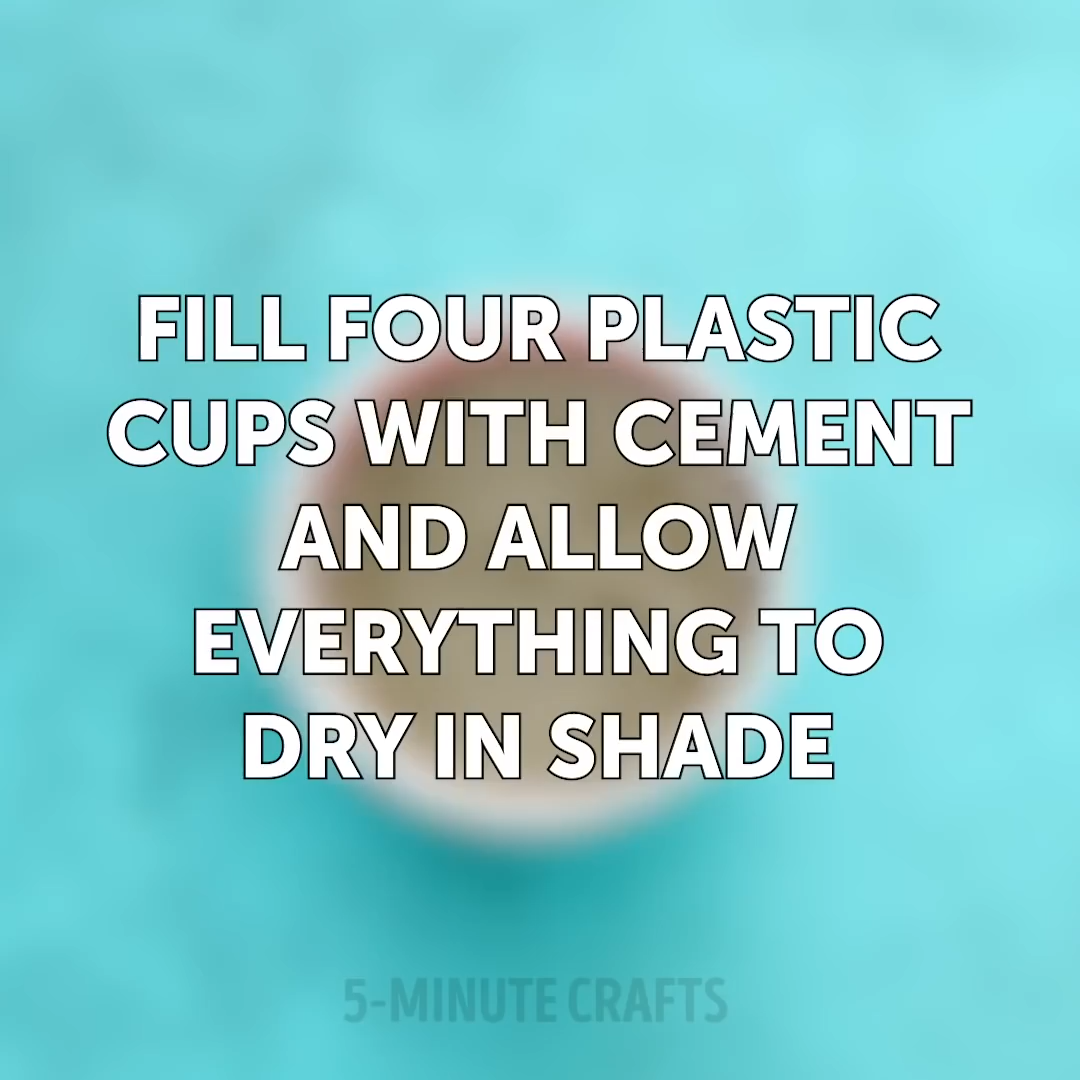 FILL FOUR PLASTIC
CUPS WITH CEMENT
AND ALLOW
EVERYTHING TO
DRY IN SHADE
5-MINUTE CRAFTS